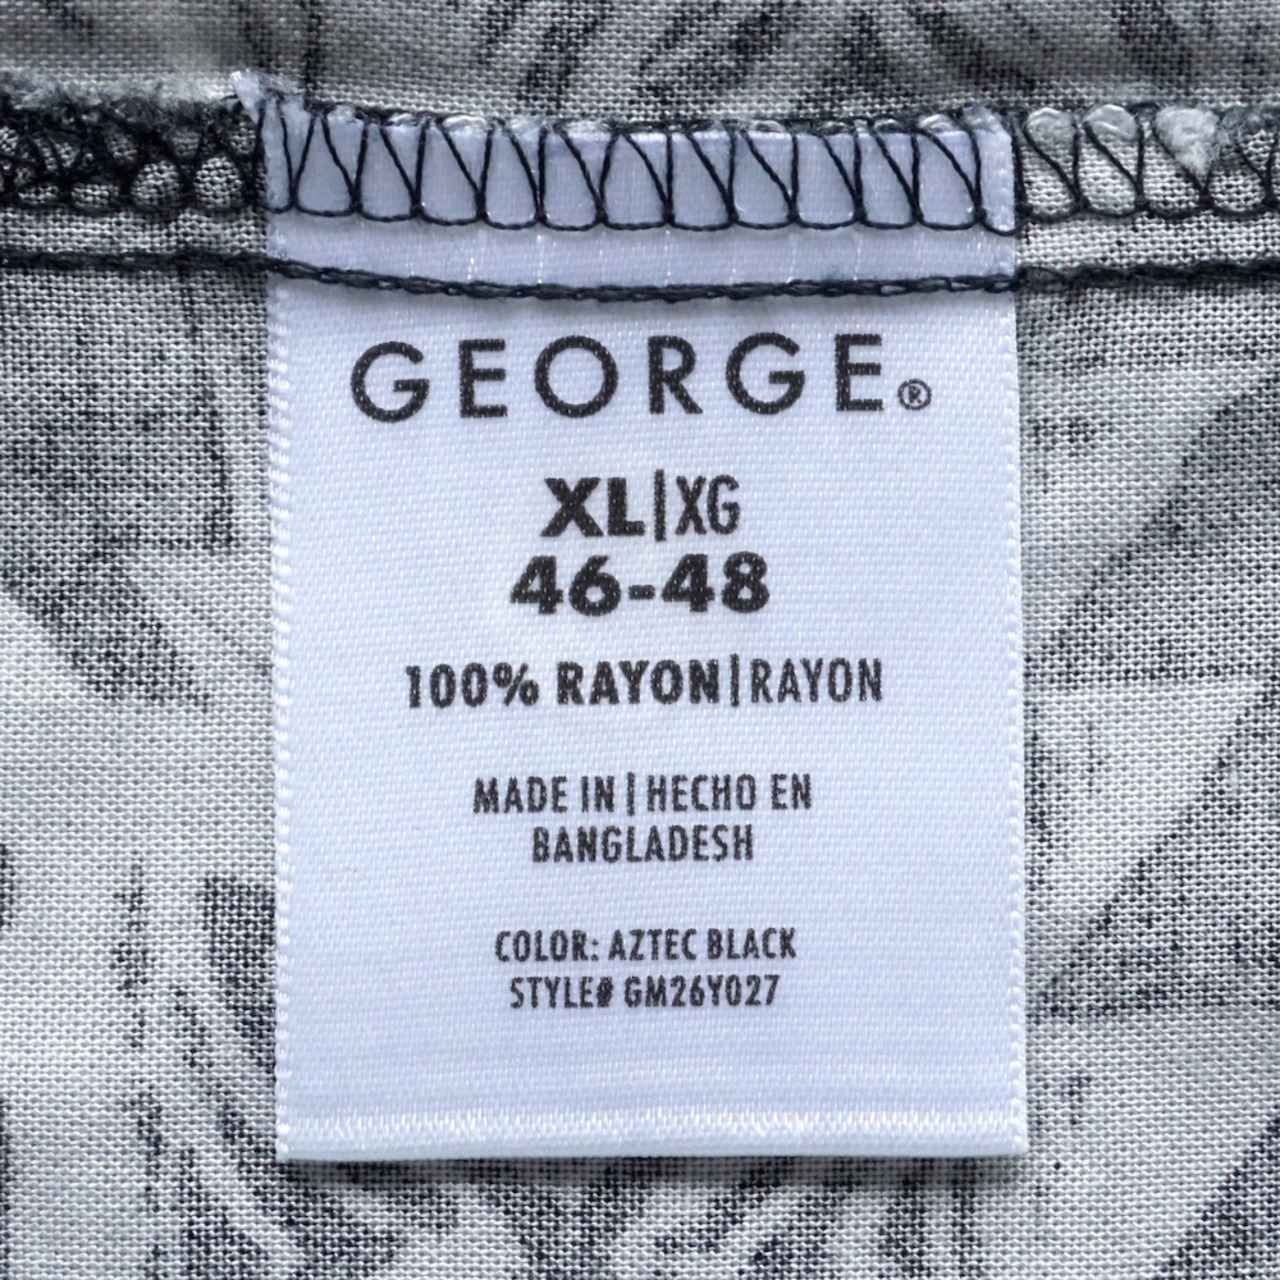 GEORGE®
XL|XG
46-48
100% RAYON|RAYON
MADE IN|HECHO EN
BANGLADESH
COLOR: AZTEC BLACK
STYLE# GM26Y027